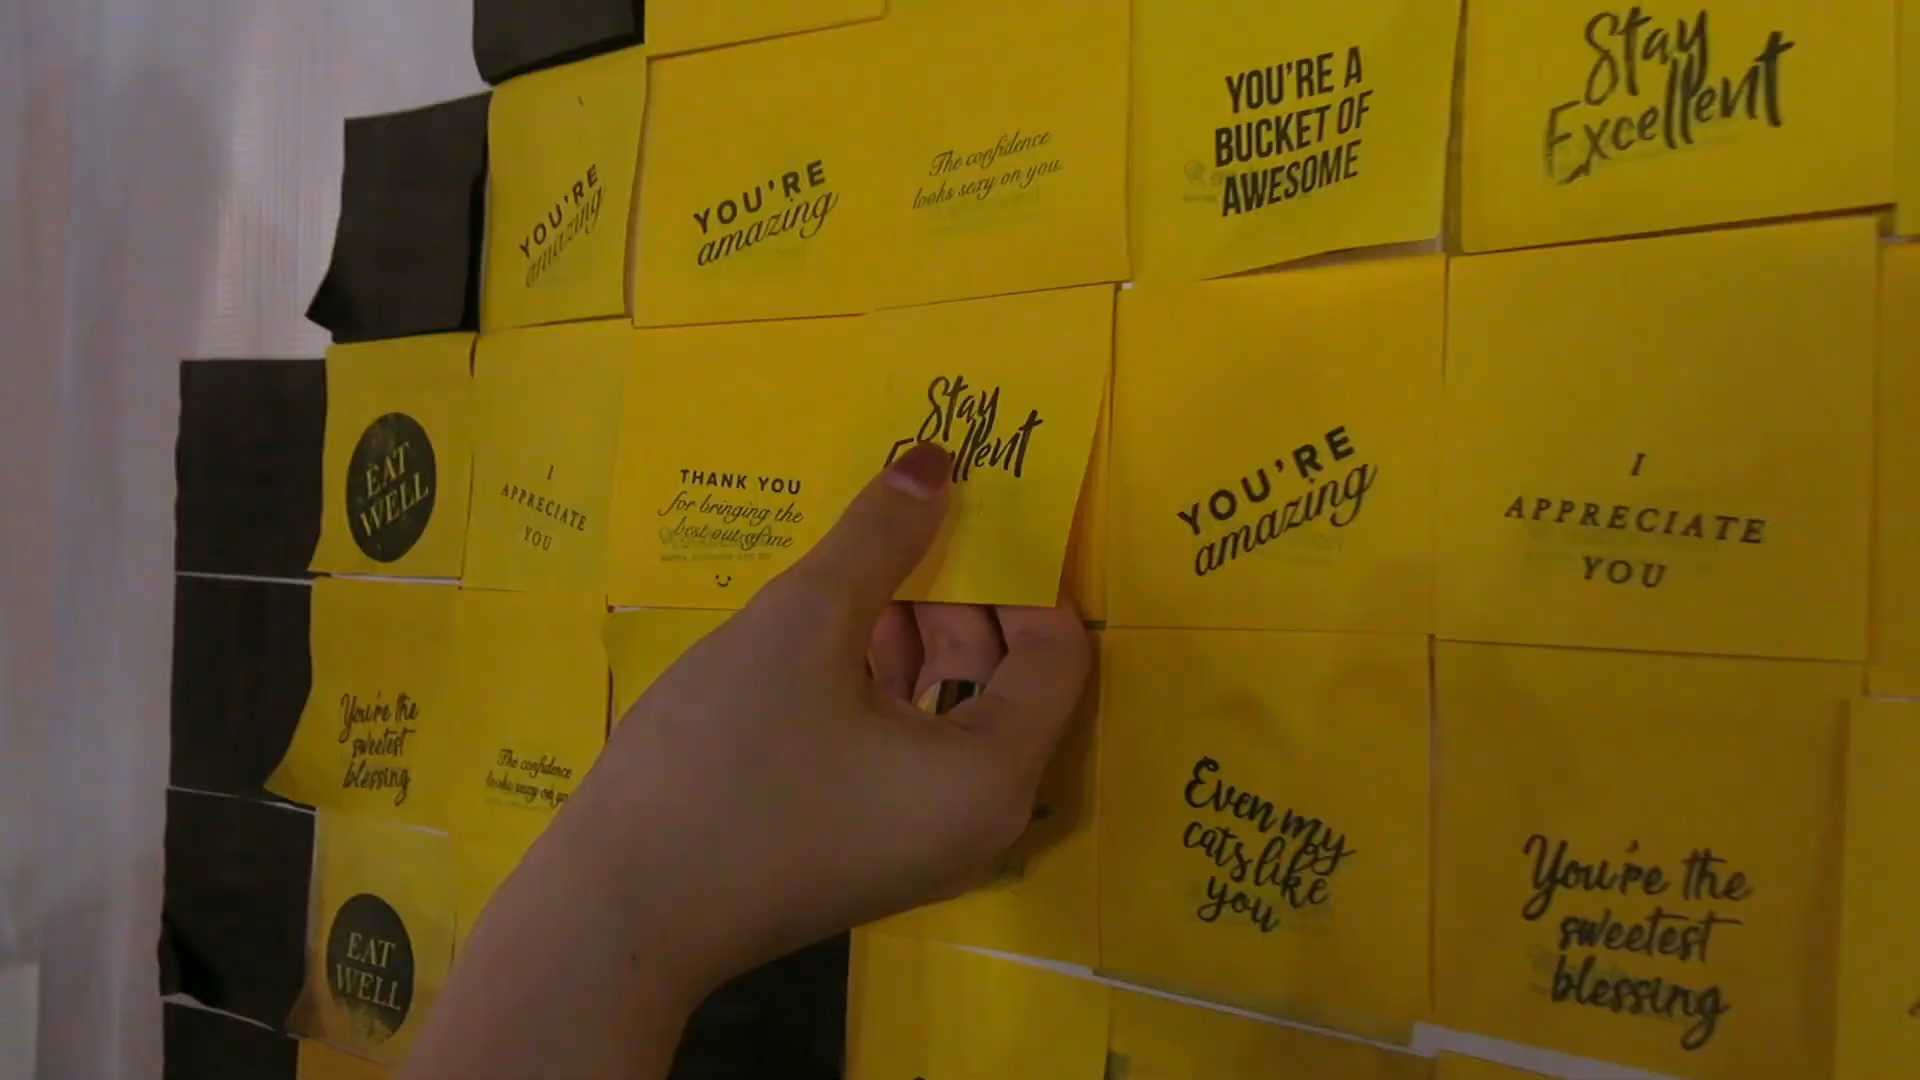 YOU'RE
amazing
YOU'RE
amazing
The confidence
looks sexy on you.
YOU'RE A
BUCKET OF
AWESOME
Stay
Excellent
EAT
WELL
I
APPRECIATE
YOU
THANK YOU
for bringing the
best out of me
Stay
YOU'RE
amazing
I
APPRECIATE
YOU
You're the
sweetest
blessing
The confidence
looks sexy on
Even my
cats like
you
You're the
sweetest
blessing
EAT
WELL